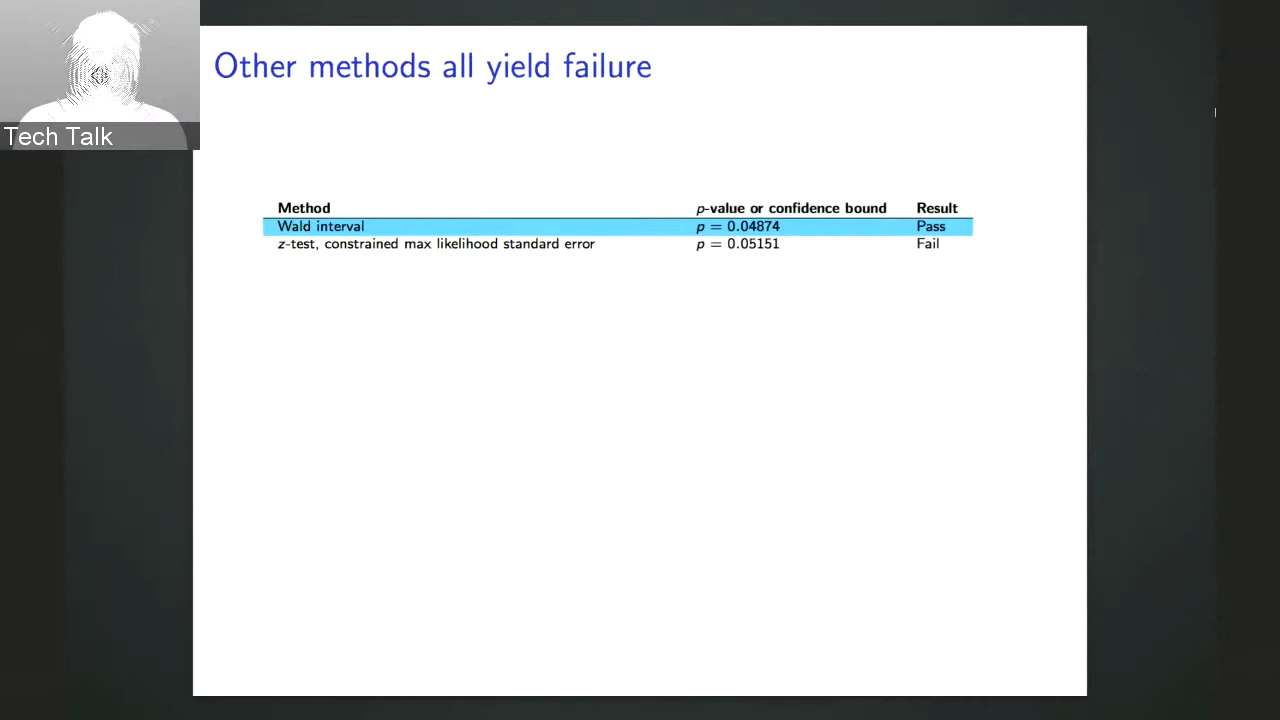 Tech Talk
Other methods all yield failure
Method p-value or confidence bound Result
Wald interval p = 0.04874 Pass
z-test, constrained max likelihood standard error p = 0.05151 Fail